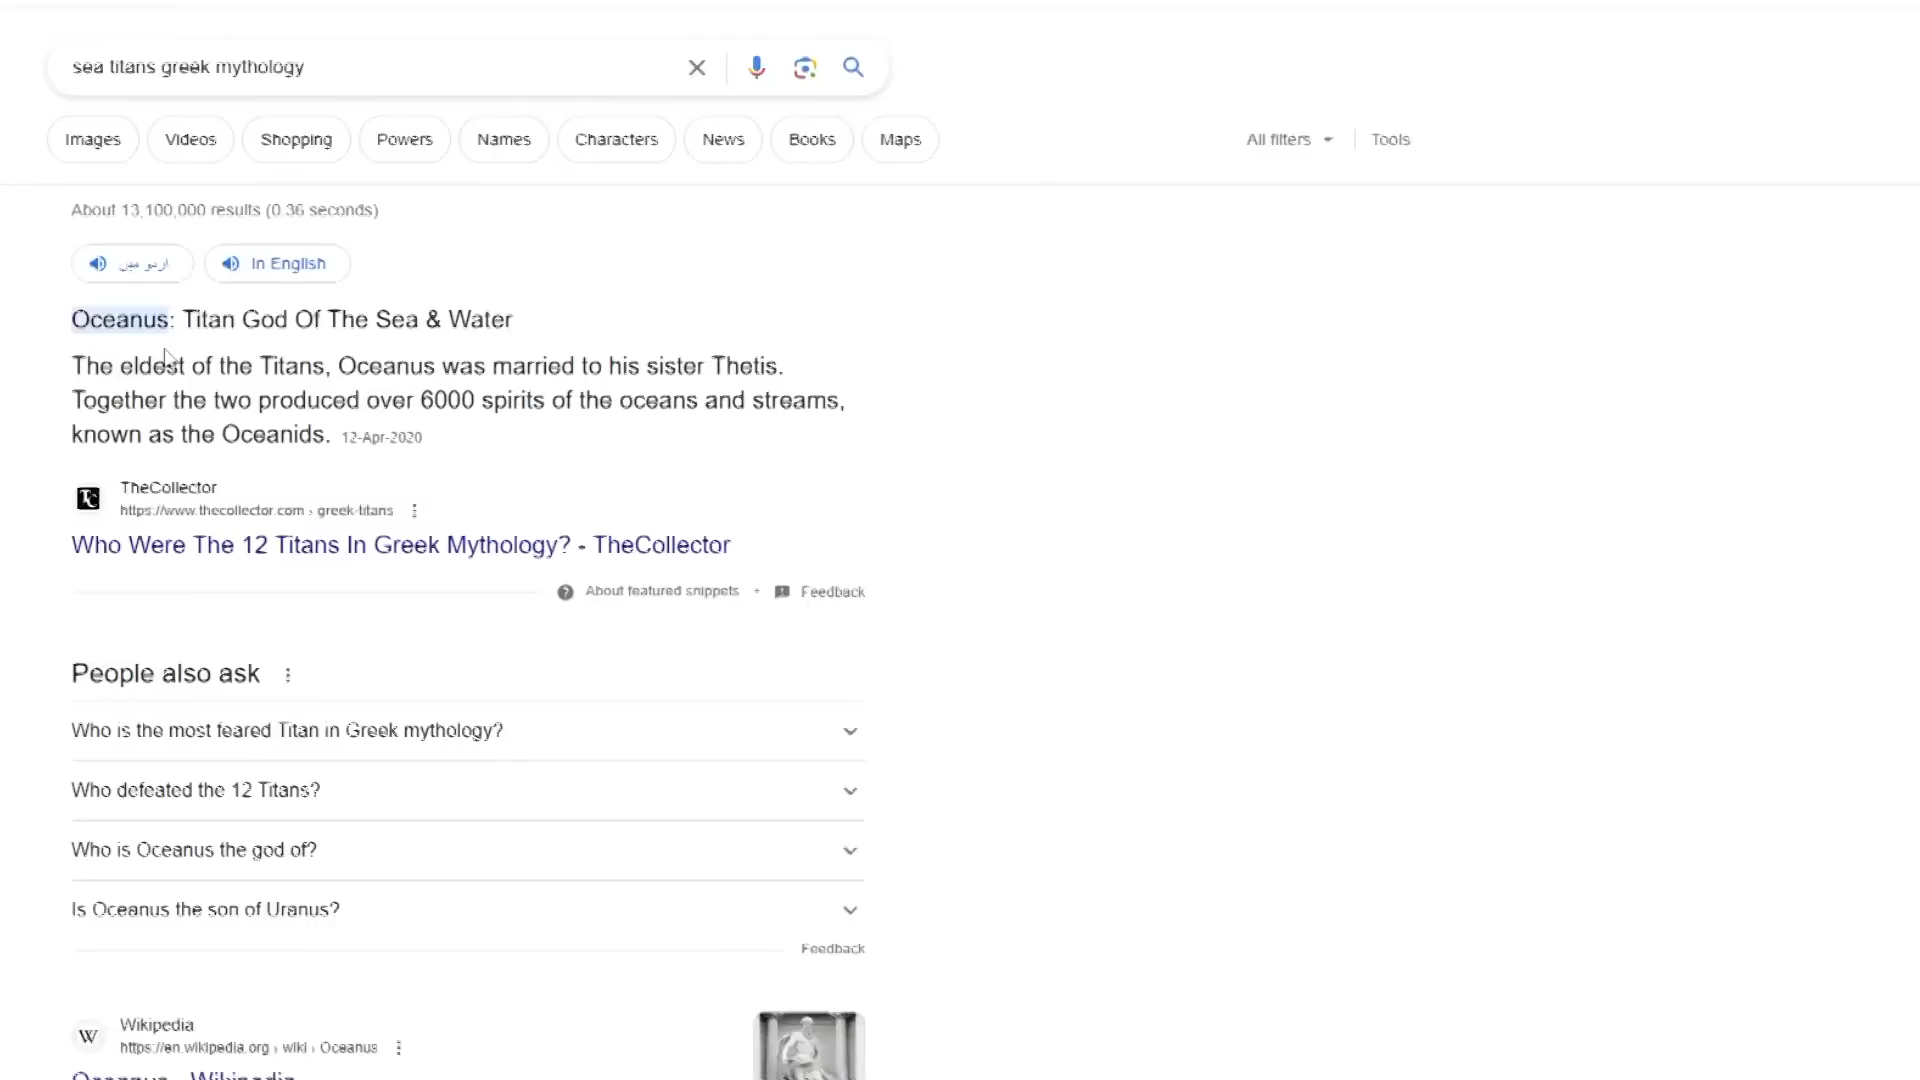 sea titans greek mythology
Images Videos Shopping Powers Names Characters News Books Maps All filters Tools
About 13,100,000 results (0.36 seconds)
اردو میں In English
Oceanus: Titan God Of The Sea & Water
The eldest of the Titans, Oceanus was married to his sister Thetis.
Together the two produced over 6000 spirits of the oceans and streams,
known as the Oceanids. 12-Apr-2020
TheCollector
https://www.thecollector.com › greek-titans
Who Were The 12 Titans In Greek Mythology? - TheCollector
About featured snippets • Feedback
People also ask
Who is the most feared Titan in Greek mythology?
Who defeated the 12 Titans?
Who is Oceanus the god of?
Is Oceanus the son of Uranus?
Feedback
W Wikipedia
https://en.wikipedia.org › wiki › Oceanus
Oceanus - Wikipedia